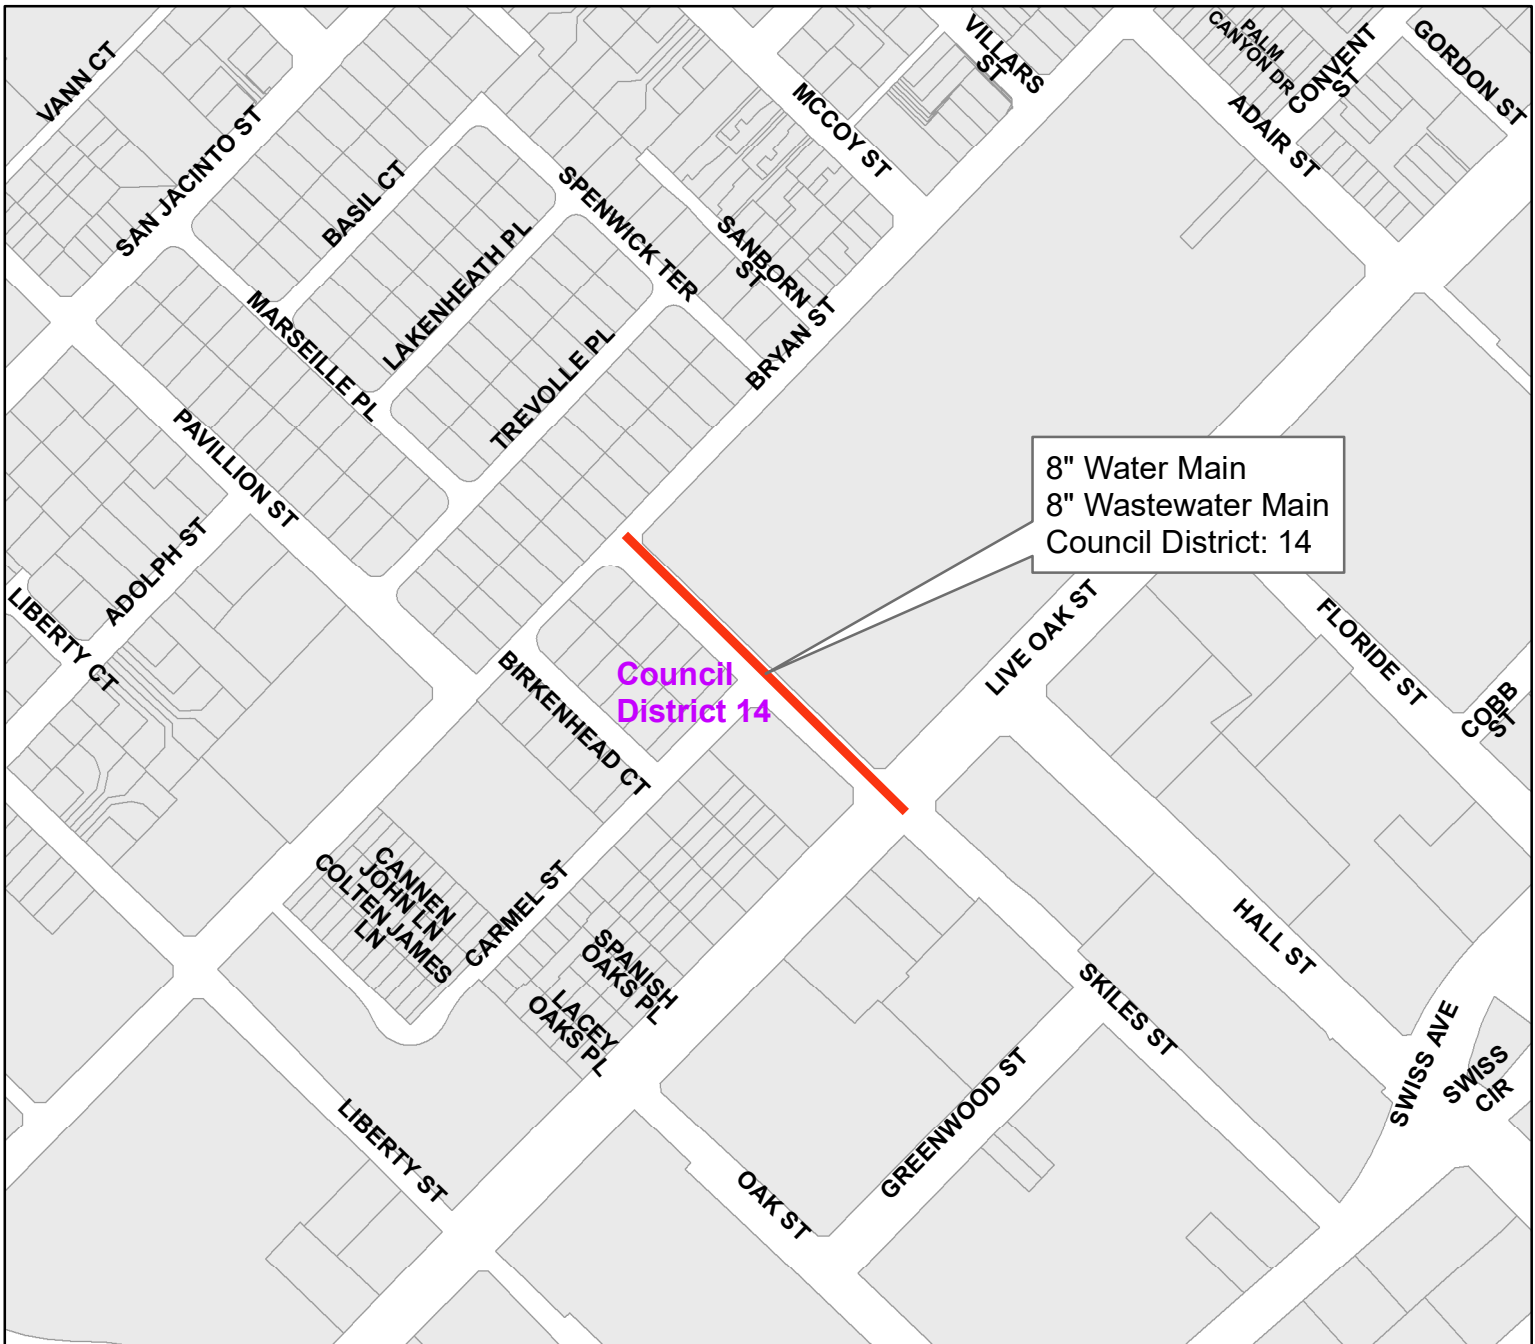 VILLARS
ST
PALM
CANYON DR
CONVENT
ST
GORDON ST
VANN CT
MCCOY ST
ADAIR ST
SAN JACINTO ST
BASIL CT
SPENWICK TER
SANBORN
ST
LAKENHEATH PL
MARSEILLE PL
BRYAN ST
TREVOLLE PL
PAVILLION ST
8" Water Main
8" Wastewater Main
Council District: 14
ADOLPH ST
LIBERTY CT
LIVE OAK ST
FLORIDE ST
COBB
ST
BIRKENHEAD CT
Council
District 14
CANNEN
JOHN LN
COLTEN JAMES
LN
CARMEL ST
SPANISH
OAKS PL
LACEY
OAKS PL
HALL ST
SKILES ST
SWISS AVE
SWISS
CIR
GREENWOOD ST
LIBERTY ST
OAK ST